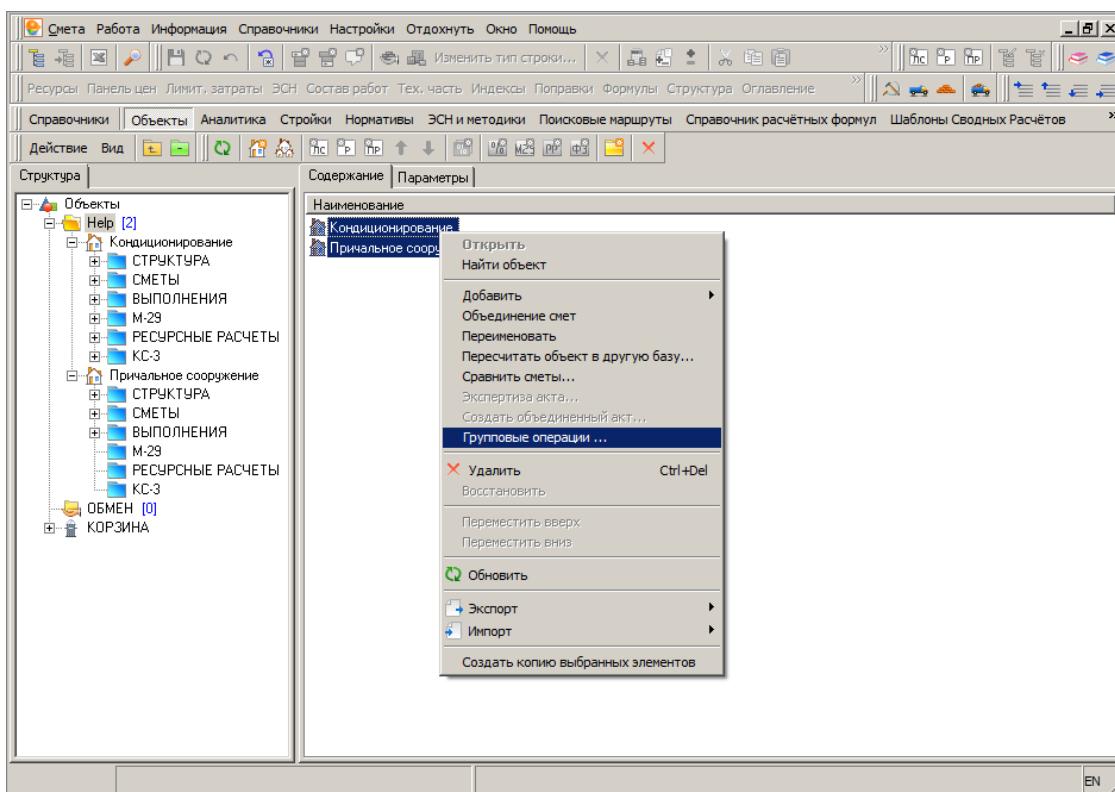 Смета Работа Информация Справочники Настройки Отдохнуть Окно Помощь
Изменить тип строки...
Ресурсы Панель цен Лимит. затраты ЭСН Состав работ Тех. часть Индексы Поправки Формулы Структура Оглавление
Справочники Объекты Аналитика Стройки Нормативы ЭСН и методики Поисковые маршруты Справочник расчётных формул Шаблоны Сводных Расчётов
Действие Вид
Структура
Содержание Параметры
Объекты
Help [2]
Кондиционирование
СТРУКТУРА
СМЕТЫ
ВЫПОЛНЕНИЯ
М-29
РЕСУРСНЫЕ РАСЧЕТЫ
КС-3
Причальное сооружение
СТРУКТУРА
СМЕТЫ
ВЫПОЛНЕНИЯ
М-29
РЕСУРСНЫЕ РАСЧЕТЫ
КС-3
ОБМЕН [0]
КОРЗИНА
Наименование
Кондиционирование
Причальное соору
Открыть
Найти объект
Добавить
Объединение смет
Переименовать
Пересчитать объект в другую базу...
Сравнить сметы...
Экспертиза акта...
Создать объединенный акт...
Групповые операции ...
Удалить Ctrl+Del
Восстановить
Переместить вверх
Переместить вниз
Обновить
Экспорт
Импорт
Создать копию выбранных элементов
EN